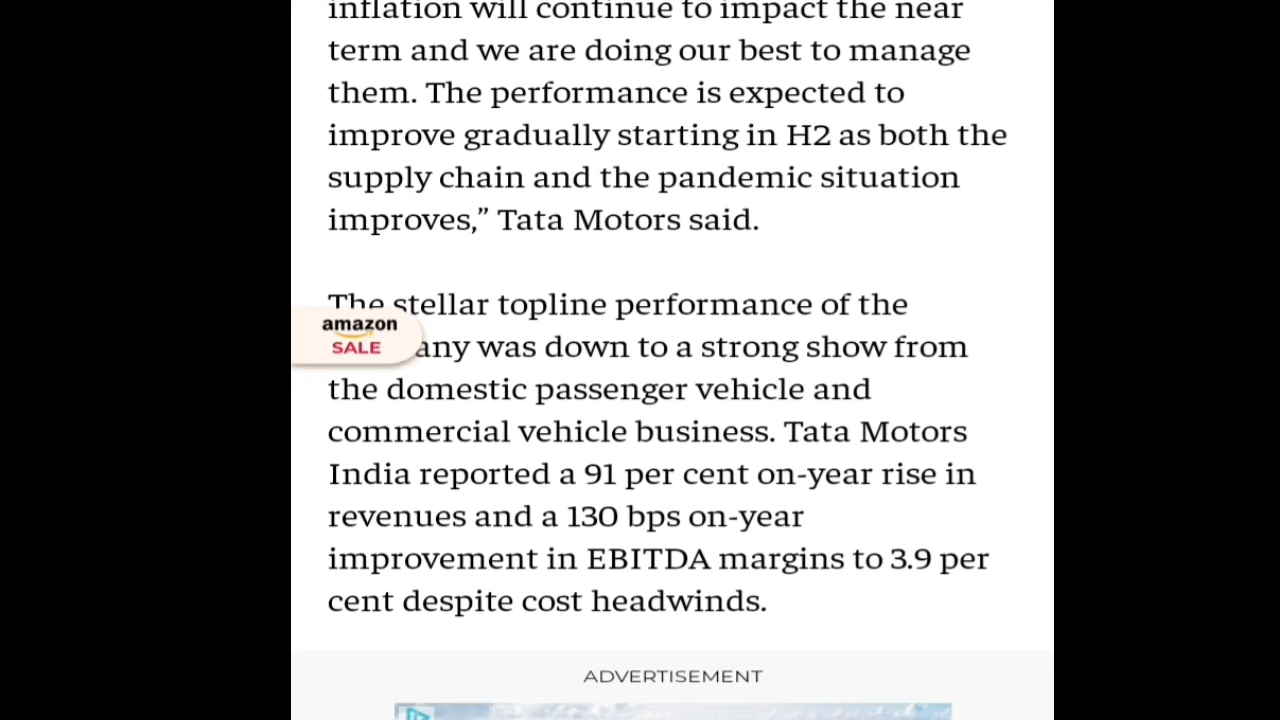 inflation will continue to impact the near
term and we are doing our best to manage
them. The performance is expected to
improve gradually starting in H2 as both the
supply chain and the pandemic situation
improves,” Tata Motors said.
The stellar topline performance of the
amazon
SALE
any was down to a strong show from
the domestic passenger vehicle and
commercial vehicle business. Tata Motors
India reported a 91 per cent on-year rise in
revenues and a 130 bps on-year
improvement in EBITDA margins to 3.9 per
cent despite cost headwinds.
ADVERTISEMENT